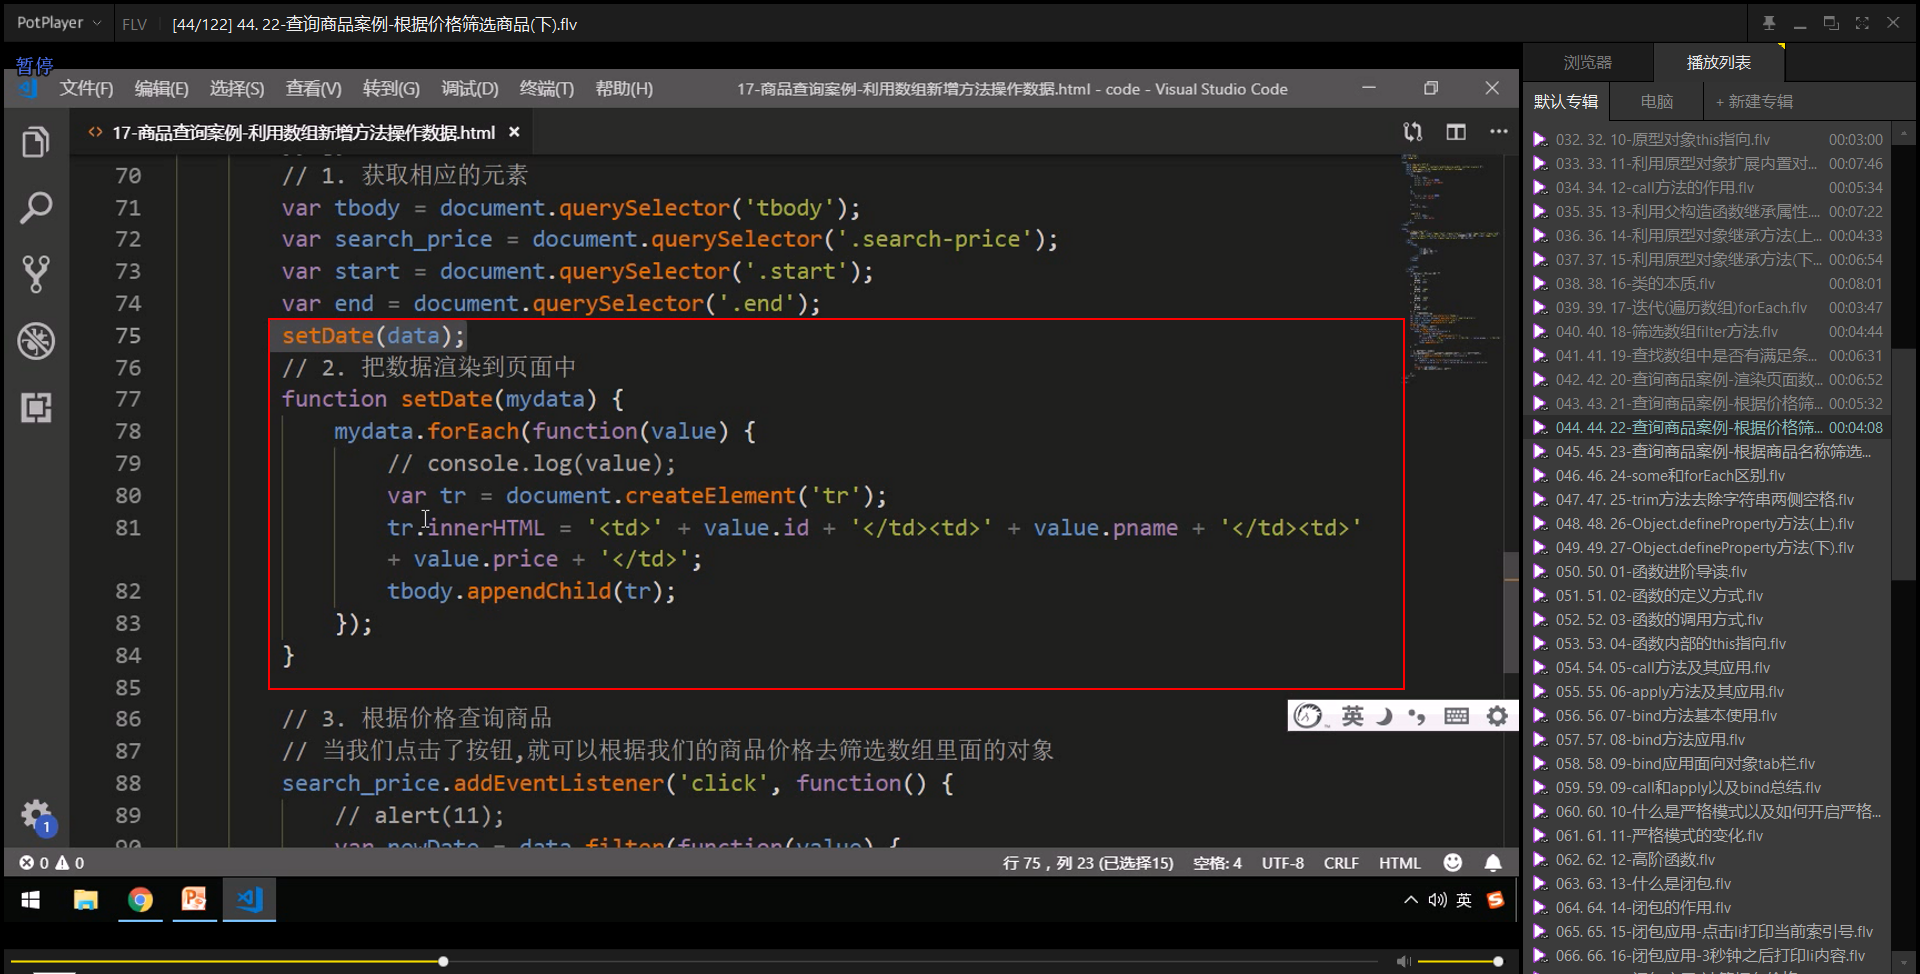 PotPlayer FLV [44/122] 44. 22-查询商品案例-根据价格筛选商品(下).flv
暂停
文件(F) 编辑(E) 选择(S) 查看(V) 转到(G) 调试(D) 终端(T) 帮助(H) 17-商品查询案例-利用数组新增方法操作数据.html - code - Visual Studio Code
17-商品查询案例-利用数组新增方法操作数据.html
70 // 1. 获取相应的元素
71 var tbody = document.querySelector('tbody');
72 var search_price = document.querySelector('.search-price');
73 var start = document.querySelector('.start');
74 var end = document.querySelector('.end');
75 setDate(data);
76 // 2. 把数据渲染到页面中
77 function setDate(mydata) {
78 mydata.forEach(function(value) {
79 // console.log(value);
80 var tr = document.createElement('tr');
81 tr.innerHTML = '<td>' + value.id + '</td><td>' + value.pname + '</td><td>'
+ value.price + '</td>';
82 tbody.appendChild(tr);
83 });
84 }
85
86 // 3. 根据价格查询商品
87 // 当我们点击了按钮,就可以根据我们的商品价格去筛选数组里面的对象
88 search_price.addEventListener('click', function() {
89 // alert(11);
90 var newDate = data.filter(function(value) {
英
1
0 0 行 75，列 23 (已选择15) 空格: 4 UTF-8 CRLF HTML
英
浏览器 播放列表
默认专辑 电脑 + 新建专辑
032. 32. 10-原型对象this指向.flv 00:03:00
033. 33. 11-利用原型对象扩展内置对... 00:07:46
034. 34. 12-call方法的作用.flv 00:05:34
035. 35. 13-利用父构造函数继承属性.... 00:07:22
036. 36. 14-利用原型对象继承方法(上... 00:04:33
037. 37. 15-利用原型对象继承方法(下... 00:06:54
038. 38. 16-类的本质.flv 00:08:01
039. 39. 17-迭代(遍历数组)forEach.flv 00:03:47
040. 40. 18-筛选数组filter方法.flv 00:04:44
041. 41. 19-查找数组中是否有满足条... 00:06:31
042. 42. 20-查询商品案例-渲染页面数... 00:06:52
043. 43. 21-查询商品案例-根据价格筛... 00:05:32
044. 44. 22-查询商品案例-根据价格筛... 00:04:08
045. 45. 23-查询商品案例-根据商品名称筛选...
046. 46. 24-some和forEach区别.flv
047. 47. 25-trim方法去除字符串两侧空格.flv
048. 48. 26-Object.defineProperty方法(上).flv
049. 49. 27-Object.defineProperty方法(下).flv
050. 50. 01-函数进阶导读.flv
051. 51. 02-函数的定义方式.flv
052. 52. 03-函数的调用方式.flv
053. 53. 04-函数内部的this指向.flv
054. 54. 05-call方法及其应用.flv
055. 55. 06-apply方法及其应用.flv
056. 56. 07-bind方法基本使用.flv
057. 57. 08-bind方法应用.flv
058. 58. 09-bind应用面向对象tab栏.flv
059. 59. 09-call和apply以及bind总结.flv
060. 60. 10-什么是严格模式以及如何开启严格...
061. 61. 11-严格模式的变化.flv
062. 62. 12-高阶函数.flv
063. 63. 13-什么是闭包.flv
064. 64. 14-闭包的作用.flv
065. 65. 15-闭包应用-点击li打印当前索引号.flv
066. 66. 16-闭包应用-3秒钟之后打印li内容.flv